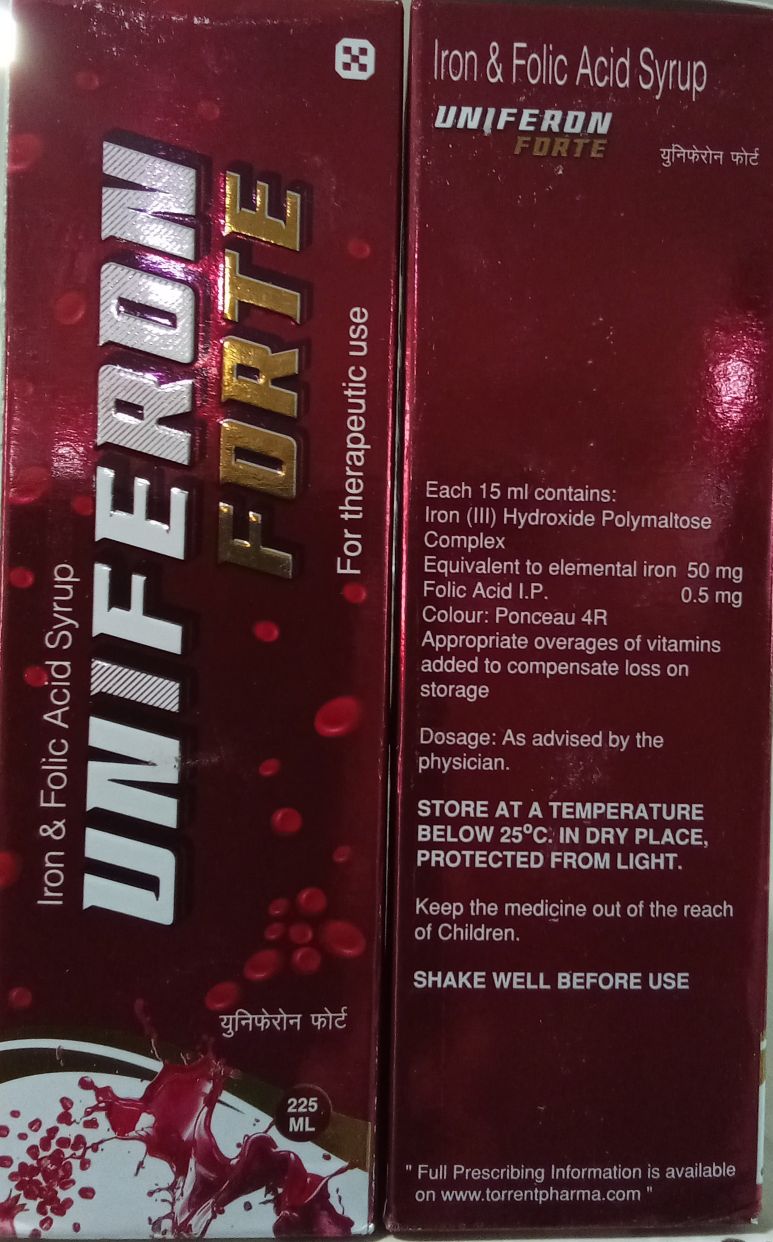 Iron & Folic Acid Syrup
UNIFERON
FORTE
For therapeutic use
युनिफेरोन फोर्ट
225
ML
Iron & Folic Acid Syrup
UNIFERON
FORTE
युनिफेरोन फोर्ट
Each 15 ml contains:
Iron (III) Hydroxide Polymaltose
Complex
Equivalent to elemental iron 50 mg
Folic Acid I.P. 0.5 mg
Colour: Ponceau 4R
Appropriate overages of vitamins
added to compensate loss on
storage
Dosage: As advised by the
physician.
STORE AT A TEMPERATURE
BELOW 25⁰C. IN DRY PLACE,
PROTECTED FROM LIGHT.
Keep the medicine out of the reach
of Children.
SHAKE WELL BEFORE USE
" Full Prescribing Information is available
on www.torrentpharma.com "